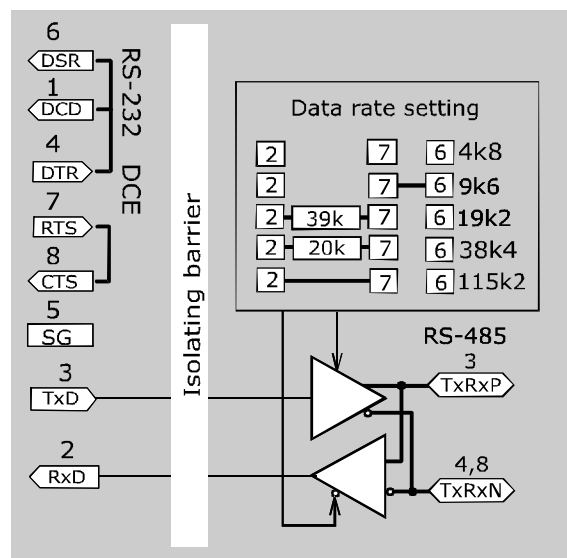 6
DSR
1
DCD
4
DTR
7
RTS
8
CTS
5
SG
3
TxD
2
RxD
RS-232 DCE
Isolating barrier
Data rate setting
2 7 6 4k8
2 7 6 9k6
2 39k 7 6 19k2
2 20k 7 6 38k4
2 7 6 115k2
RS-485
3
TxRxP
4,8
TxRxN